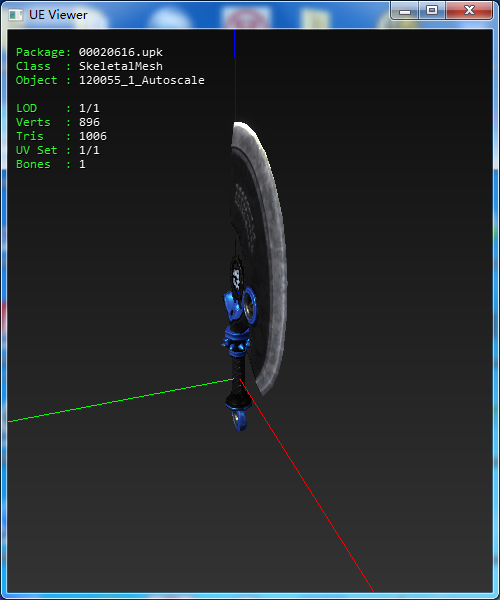 UE Viewer
Package: 00020616.upk
Class : SkeletalMesh
Object : 120055_1_Autoscale
LOD : 1/1
Verts : 896
Tris : 1006
UV Set : 1/1
Bones : 1